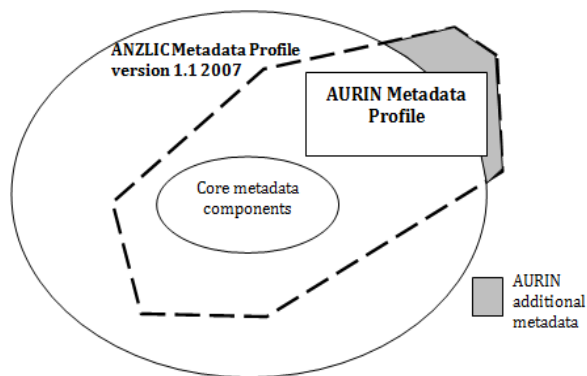 ANZLIC Metadata Profile
version 1.1 2007
AURIN Metadata
Profile
Core metadata
components
AURIN
additional
metadata